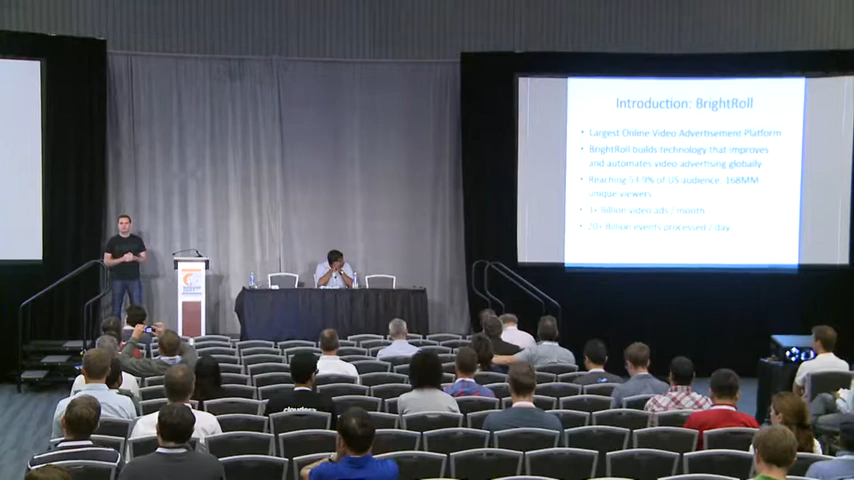 Introduction: BrightRoll
• Largest Online Video Advertisement Platform
• BrightRoll builds technology that improves
and automates video advertising globally
• Reaching 53.9% of US audience, 168MM
unique viewers
• 1+ Billion video ads / month
• 20+ Billion events processed / day
cloudera